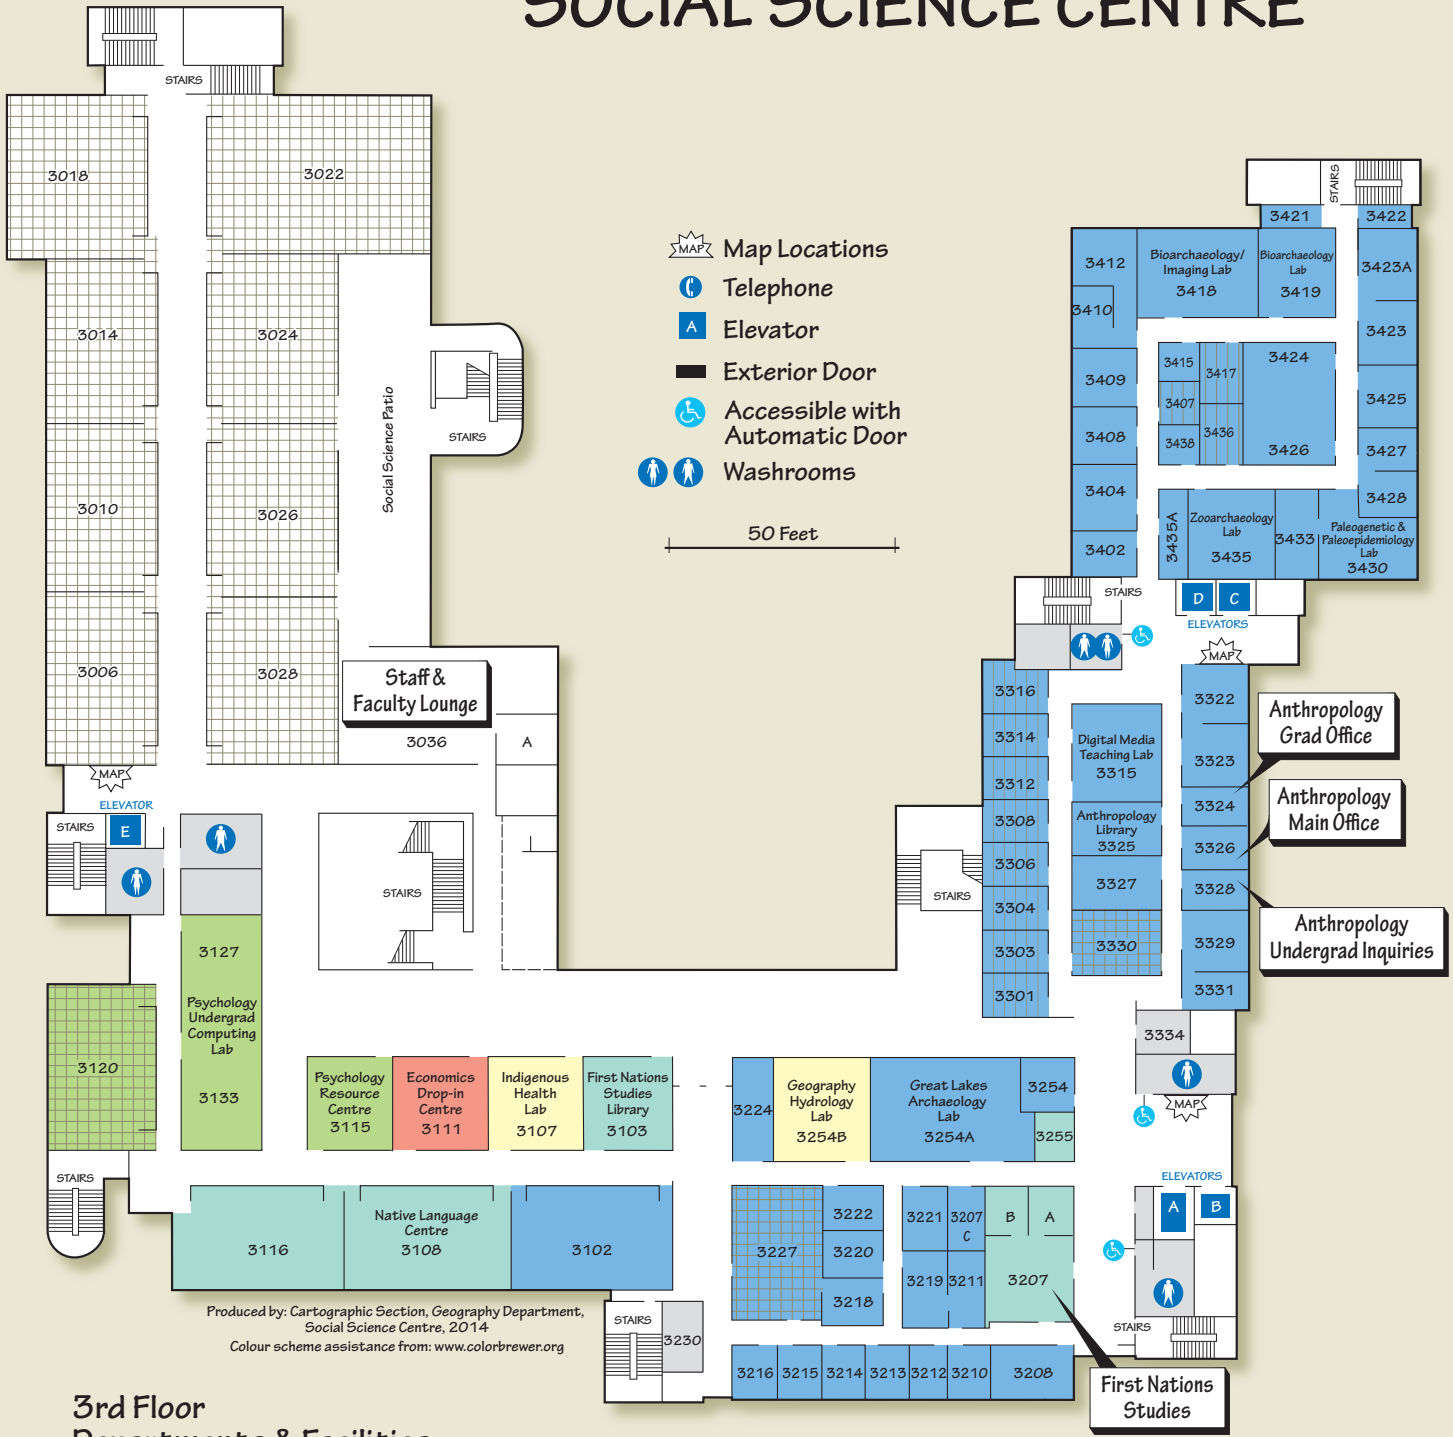 SOCIAL SCIENCE CENTRE
STAIRS
3018
3022
3014
3024
Social Science Patio
STAIRS
3010
3026
3006
3028
Staff &
Faculty Lounge
3036
A
MAP
ELEVATOR
STAIRS
E
STAIRS
MAP
Map Locations
Telephone
A
Elevator
Exterior Door
Accessible with
Automatic Door
Washrooms
50 Feet
STAIRS
3421
3422
3412
Bioarchaeology/
Imaging Lab
3418
Bioarchaeology
Lab
3419
3423A
3410
3423
3415
3417
3424
3409
3407
3425
3408
3438
3436
3426
3427
3404
3428
3435A
Zooarchaeology
Lab
3435
3433
Paleogenetic &
Paleoepidemiology
Lab
3430
3402
STAIRS
D
C
ELEVATORS
MAP
3316
3322
3314
Digital Media
Teaching Lab
3315
3323
Anthropology
Grad Office
3312
3324
3308
Anthropology
Library
3325
3326
Anthropology
Main Office
3306
3327
3328
STAIRS
3304
3303
3330
3329
Anthropology
Undergrad Inquiries
3301
3331
3334
MAP
3127
Psychology
Undergrad
Computing
Lab
3133
3120
STAIRS
Psychology
Resource
Centre
3115
Economics
Drop-in
Centre
3111
Indigenous
Health
Lab
3107
First Nations
Studies
Library
3103
3224
Geography
Hydrology
Lab
3254B
Great Lakes
Archaeology
Lab
3254A
3254
3255
ELEVATORS
A
B
3116
Native Language
Centre
3108
3102
3227
3222
3220
3218
3221
3207
C
B
A
3219
3211
3207
STAIRS
Produced by: Cartographic Section, Geography Department,
Social Science Centre, 2014
Colour scheme assistance from: www.colorbrewer.org
STAIRS
3230
3216
3215
3214
3213
3212
3210
3208
First Nations
Studies
3rd Floor
Departments & Facilities